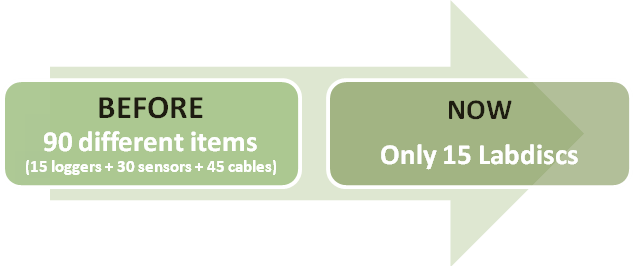 BEFORE
90 different items
(15 loggers + 30 sensors + 45 cables)
NOW
Only 15 Labdiscs